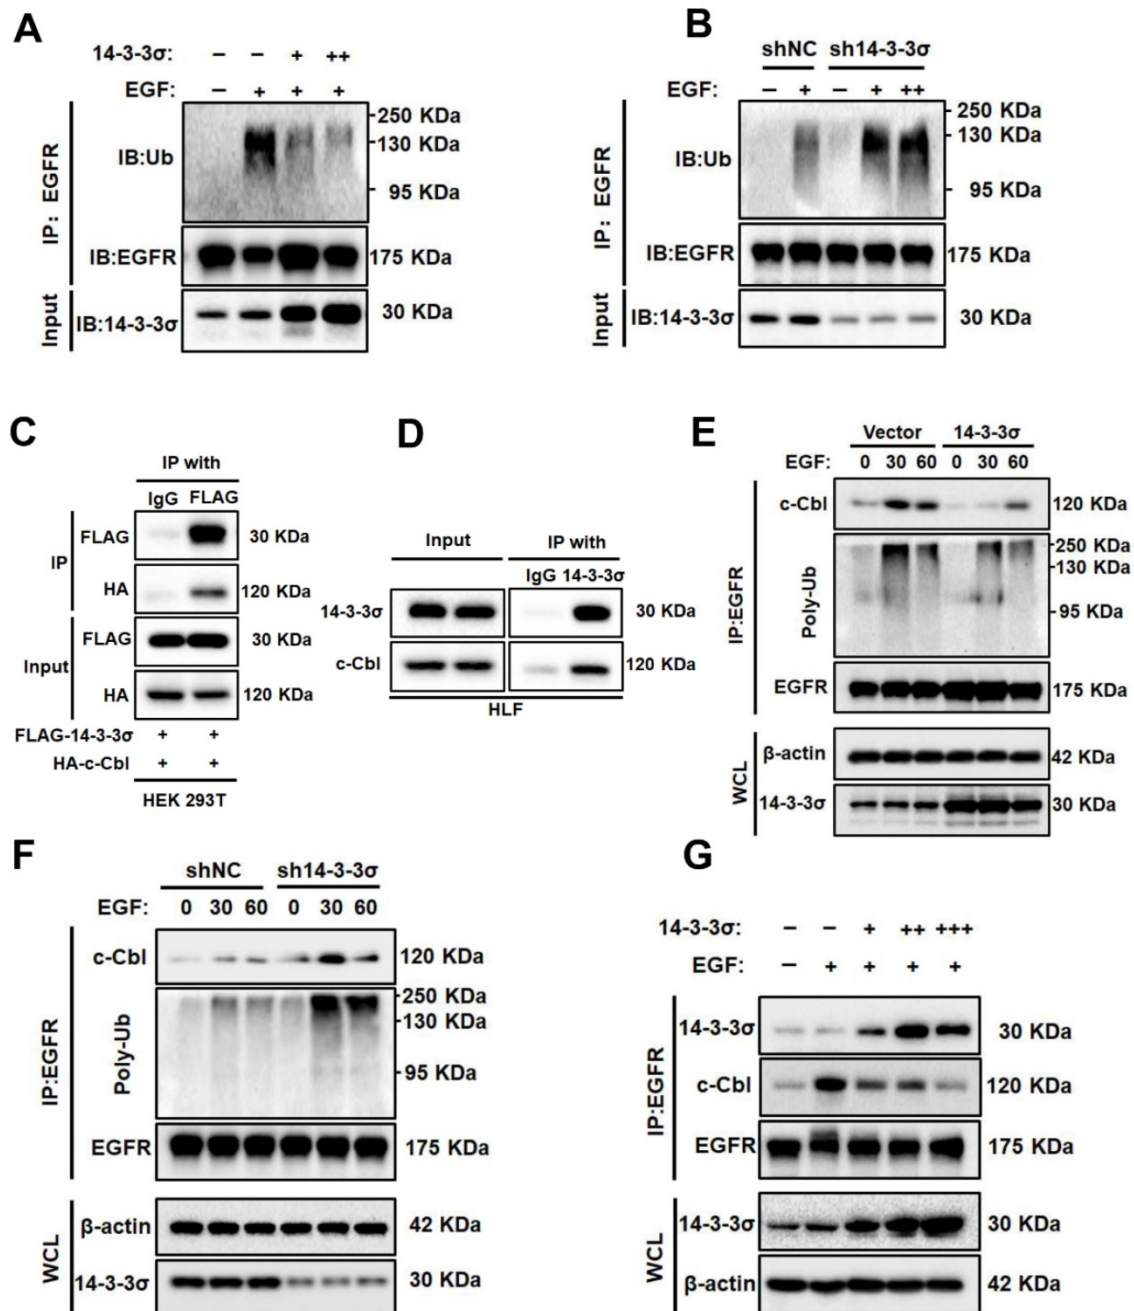 A
14-3-3σ: – – + ++
EGF: – + + +
IP: EGFR
IB:Ub
250 KDa
130 KDa
95 KDa
IB:EGFR 175 KDa
Input
IB:14-3-3σ 30 KDa
B
shNC sh14-3-3σ
EGF: – + – + ++
IP: EGFR
IB:Ub
250 KDa
130 KDa
95 KDa
IB:EGFR 175 KDa
Input
IB:14-3-3σ 30 KDa
C
IP with
IgG FLAG
IP
FLAG 30 KDa
HA 120 KDa
Input
FLAG 30 KDa
HA 120 KDa
FLAG-14-3-3σ + +
HA-c-Cbl + +
HEK 293T
D
Input IP with
IgG 14-3-3σ
14-3-3σ 30 KDa
c-Cbl 120 KDa
HLF
E
Vector 14-3-3σ
EGF: 0 30 60 0 30 60
IP:EGFR
c-Cbl 120 KDa
Poly-Ub
250 KDa
130 KDa
95 KDa
EGFR 175 KDa
WCL
β-actin 42 KDa
14-3-3σ 30 KDa
F
shNC sh14-3-3σ
EGF: 0 30 60 0 30 60
IP:EGFR
c-Cbl 120 KDa
Poly-Ub
250 KDa
130 KDa
95 KDa
EGFR 175 KDa
WCL
β-actin 42 KDa
14-3-3σ 30 KDa
G
14-3-3σ: – – + ++ +++
EGF: – + + + +
IP:EGFR
14-3-3σ 30 KDa
c-Cbl 120 KDa
EGFR 175 KDa
WCL
14-3-3σ 30 KDa
β-actin 42 KDa